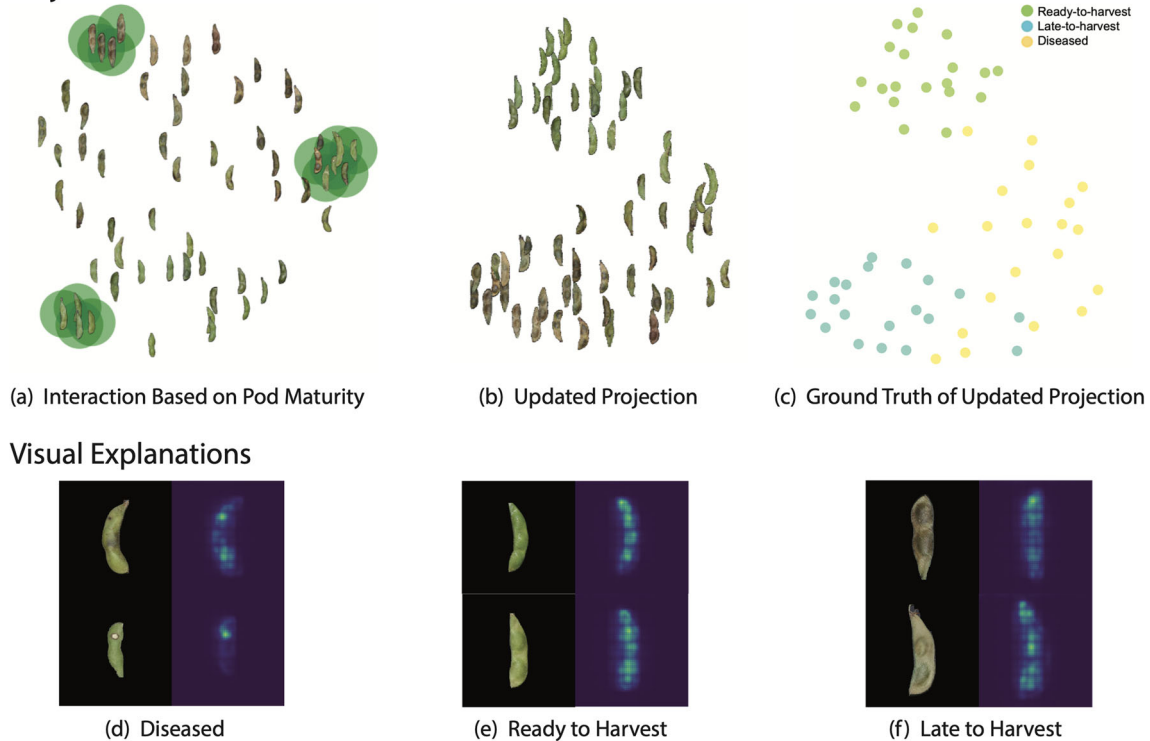 Ready-to-harvest
Late-to-harvest
Diseased
(a) Interaction Based on Pod Maturity
(b) Updated Projection
(c) Ground Truth of Updated Projection
Visual Explanations
(d) Diseased
(e) Ready to Harvest
(f) Late to Harvest